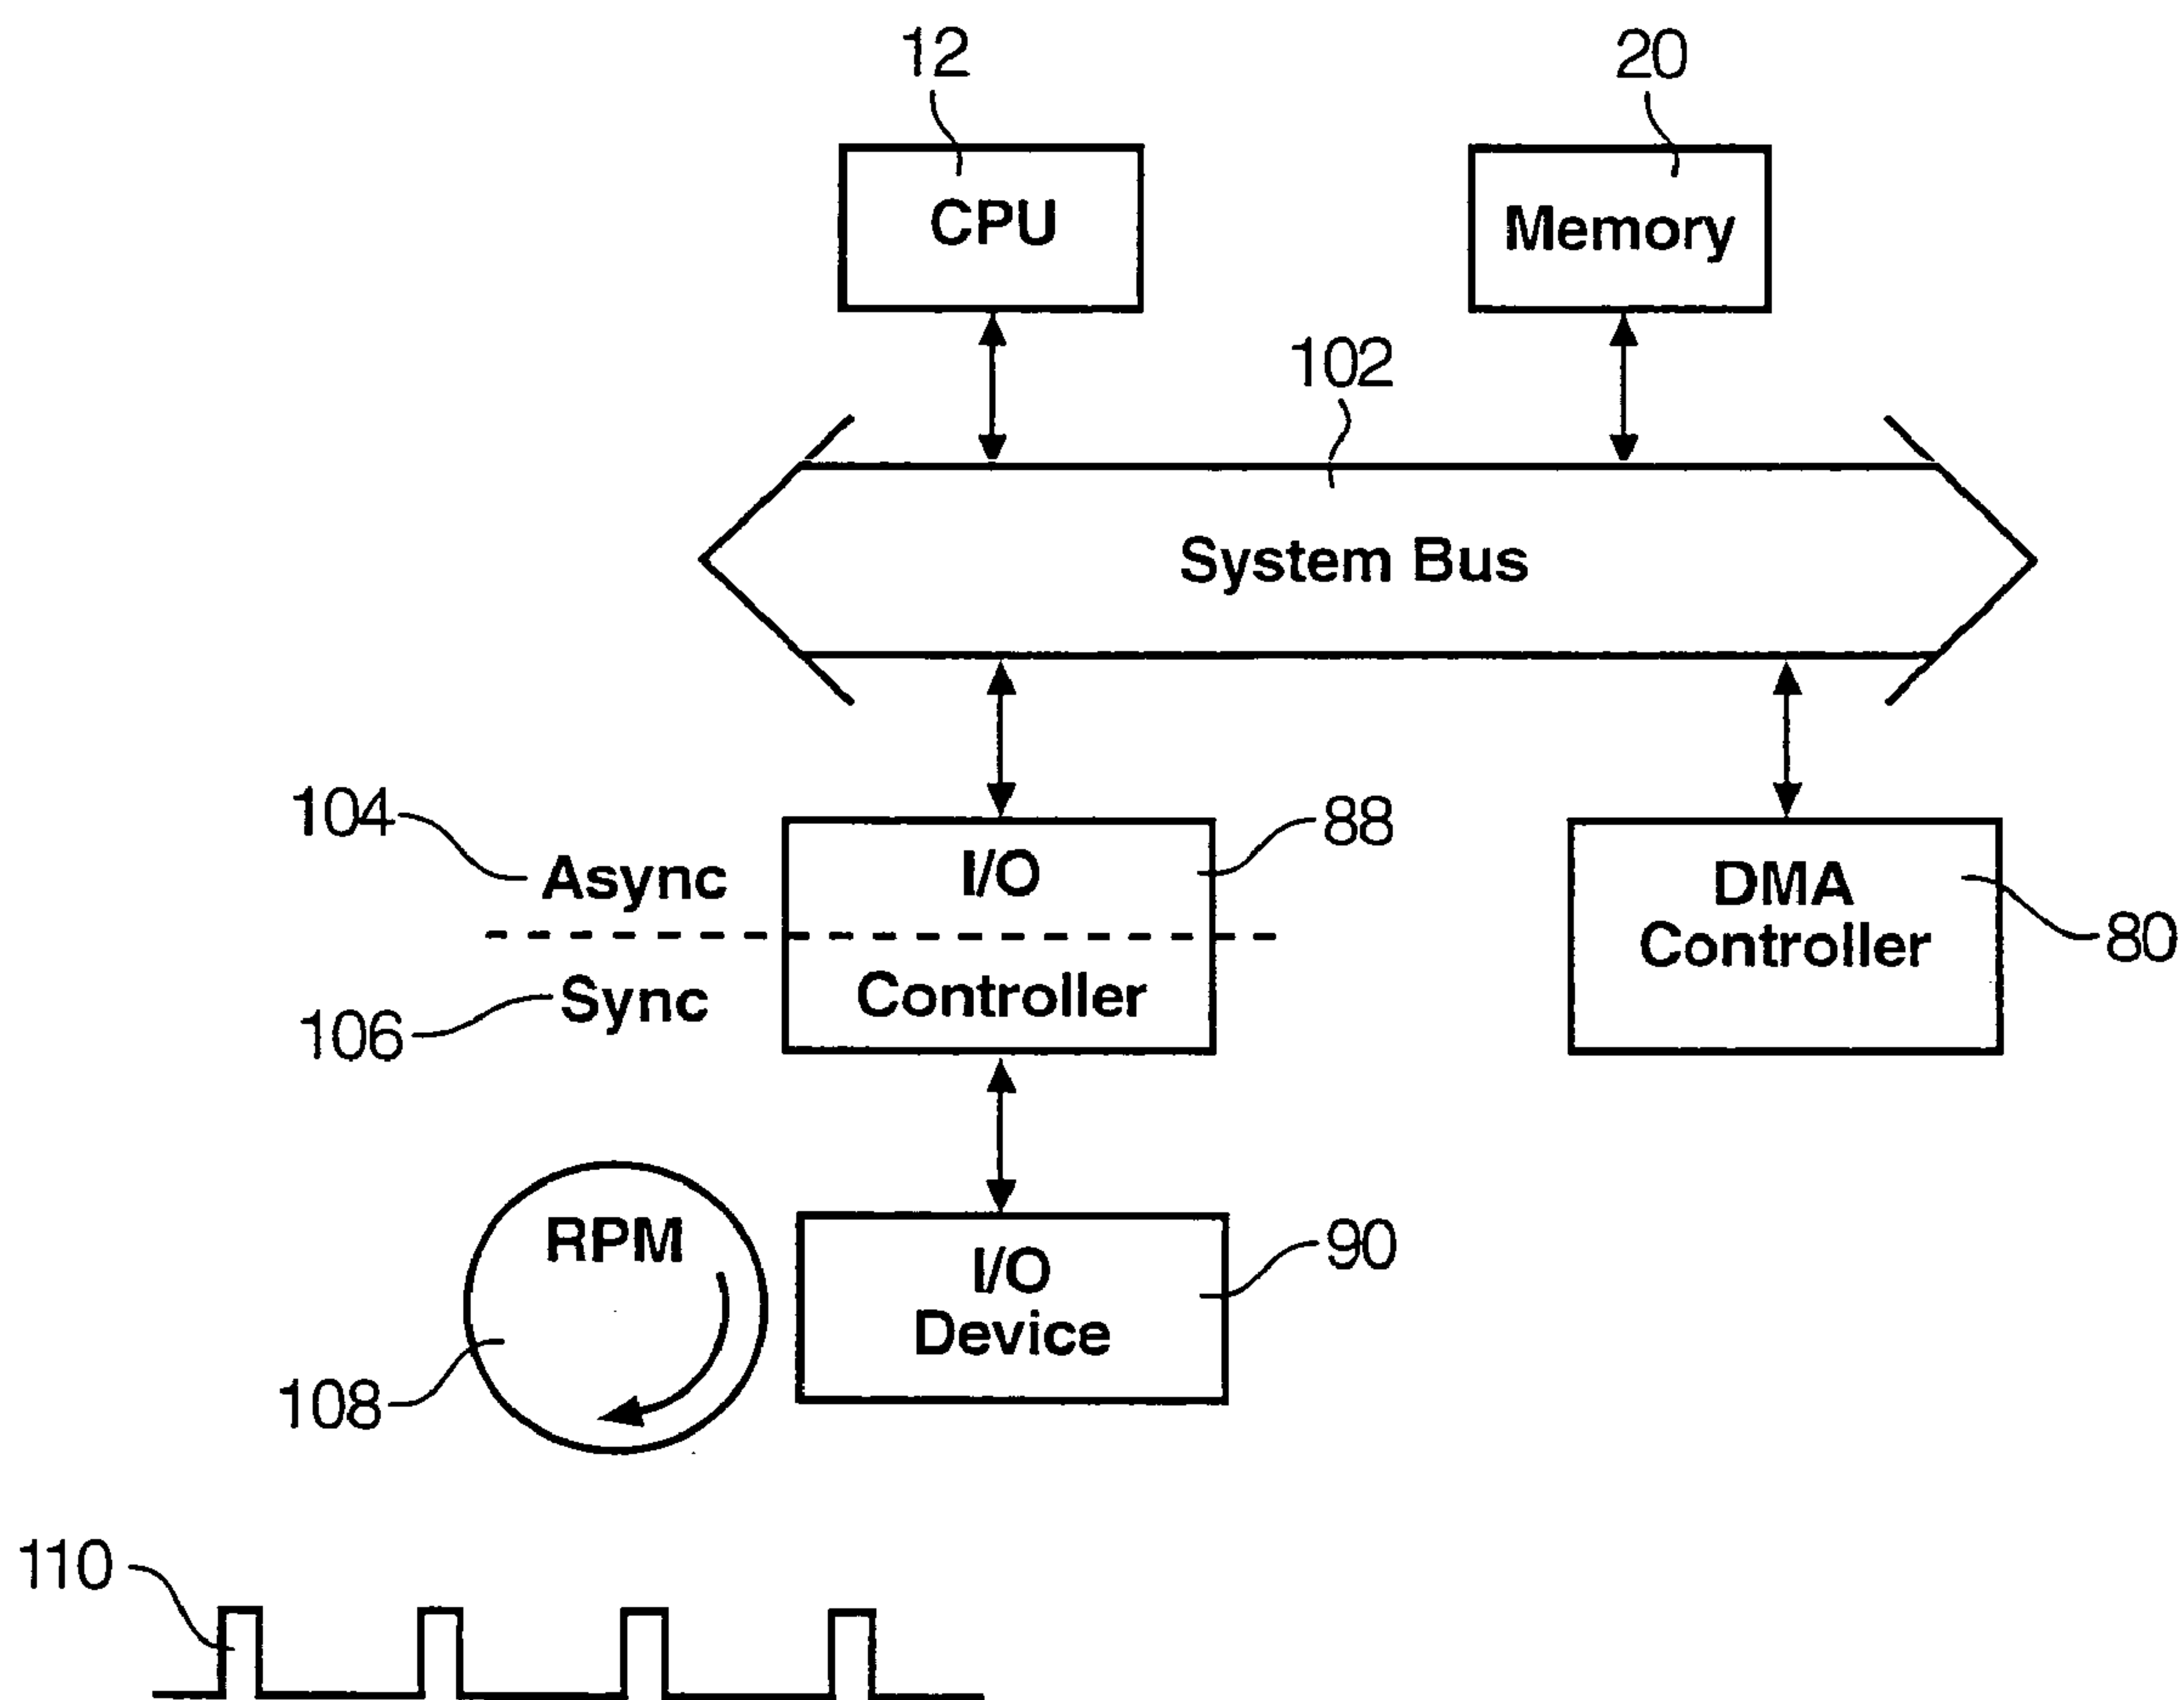 12
20
CPU
Memory
102
System Bus
104
Async
I/O
88
DMA
Controller
80
Sync
Controller
106
RPM
I/O
Device
90
108
110